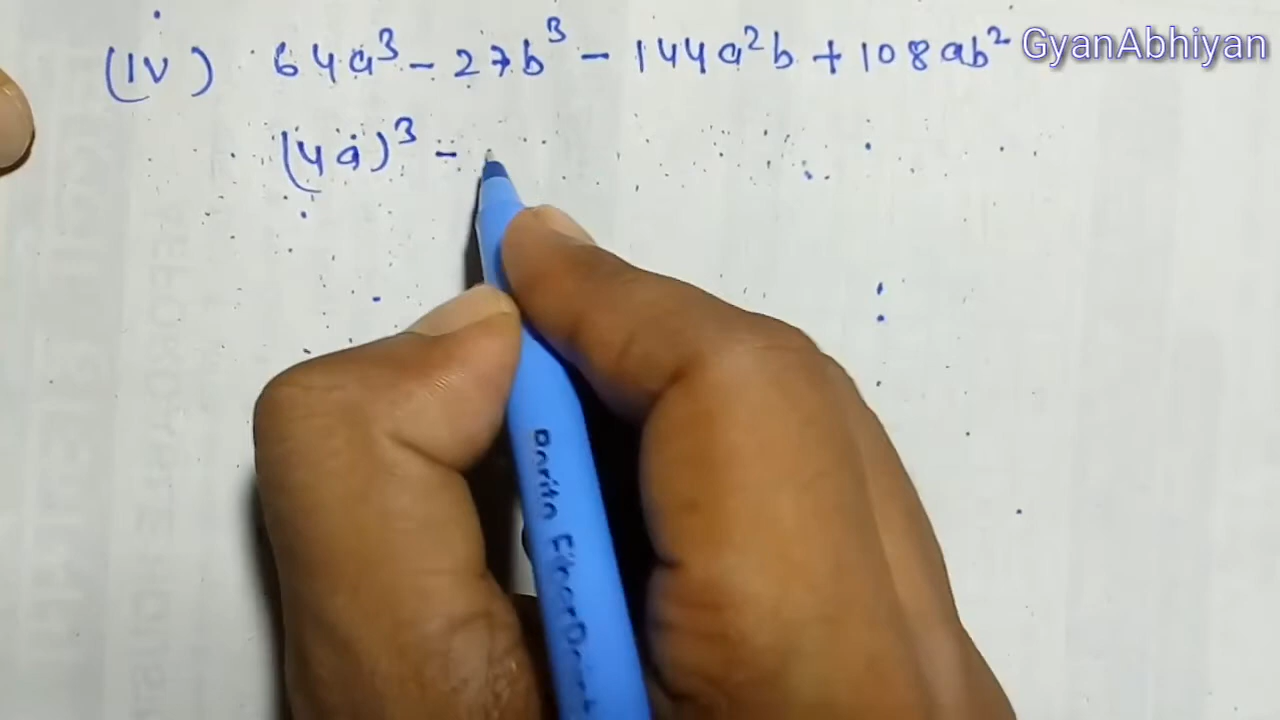 (IV) 64a³ - 27b³ - 144a²b + 108ab² GyanAbhiyan
(4a)³ -